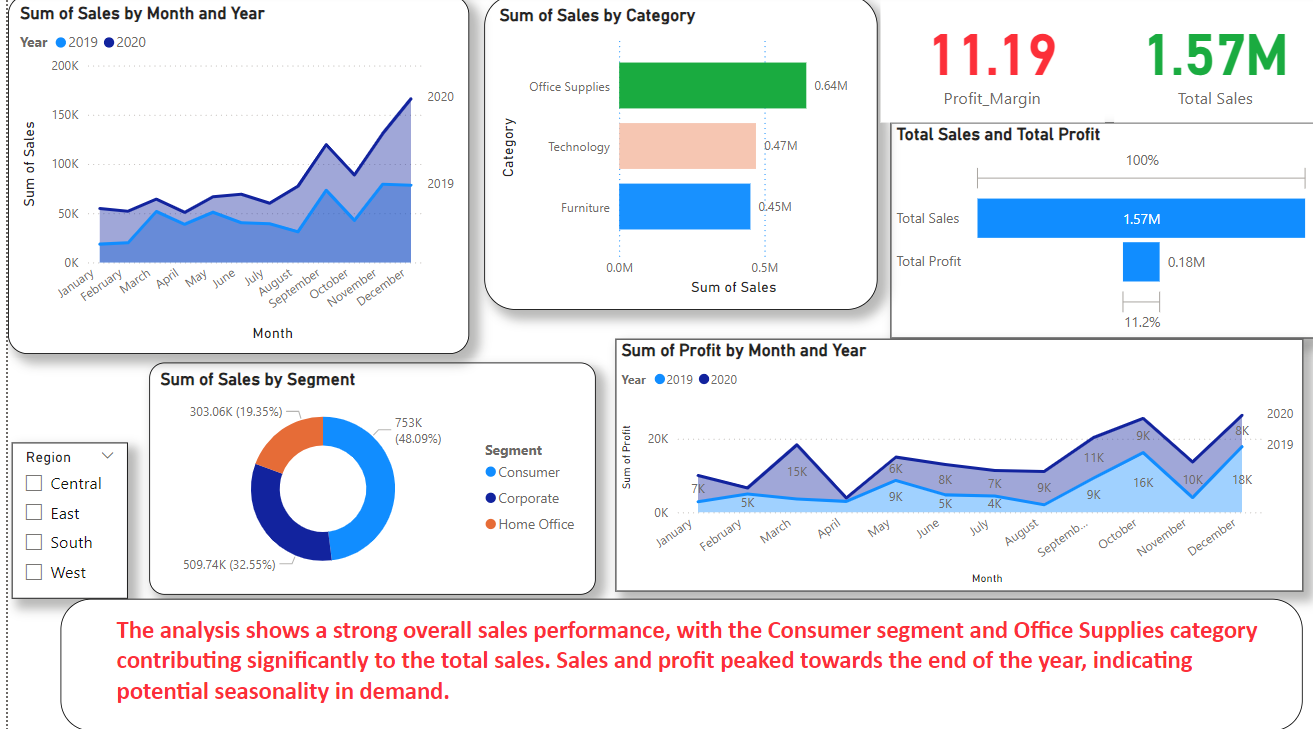 Sum of Sales by Month and Year
Year 2019 2020
200K
150K
100K
50K
0K
Sum of Sales
2020
2019
January
February
March
April
May
June
July
August
September
October
November
December
Month
Sum of Sales by Category
Category
Office Supplies
0.64M
Technology
0.47M
Furniture
0.45M
0.0M
0.5M
Sum of Sales
11.19
Profit_Margin
1.57M
Total Sales
Total Sales and Total Profit
100%
Total Sales
1.57M
Total Profit
0.18M
11.2%
Sum of Sales by Segment
303.06K (19.35%)
753K
(48.09%)
509.74K (32.55%)
Segment
Consumer
Corporate
Home Office
Region
Central
East
South
West
Sum of Profit by Month and Year
Year 2019 2020
Sum of Profit
20K
0K
7K
5K
15K
6K
9K
8K
5K
7K
4K
9K
11K
9K
9K
16K
10K
8K
18K
2020
2019
January
February
March
April
May
June
July
August
Septemb...
October
November
December
Month
The analysis shows a strong overall sales performance, with the Consumer segment and Office Supplies category
contributing significantly to the total sales. Sales and profit peaked towards the end of the year, indicating
potential seasonality in demand.